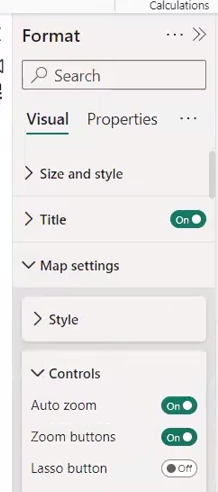 Calculations
Format
Search
Visual Properties
Size and style
Title On
Map settings
Style
Controls
Auto zoom On
Zoom buttons On
Lasso button Off